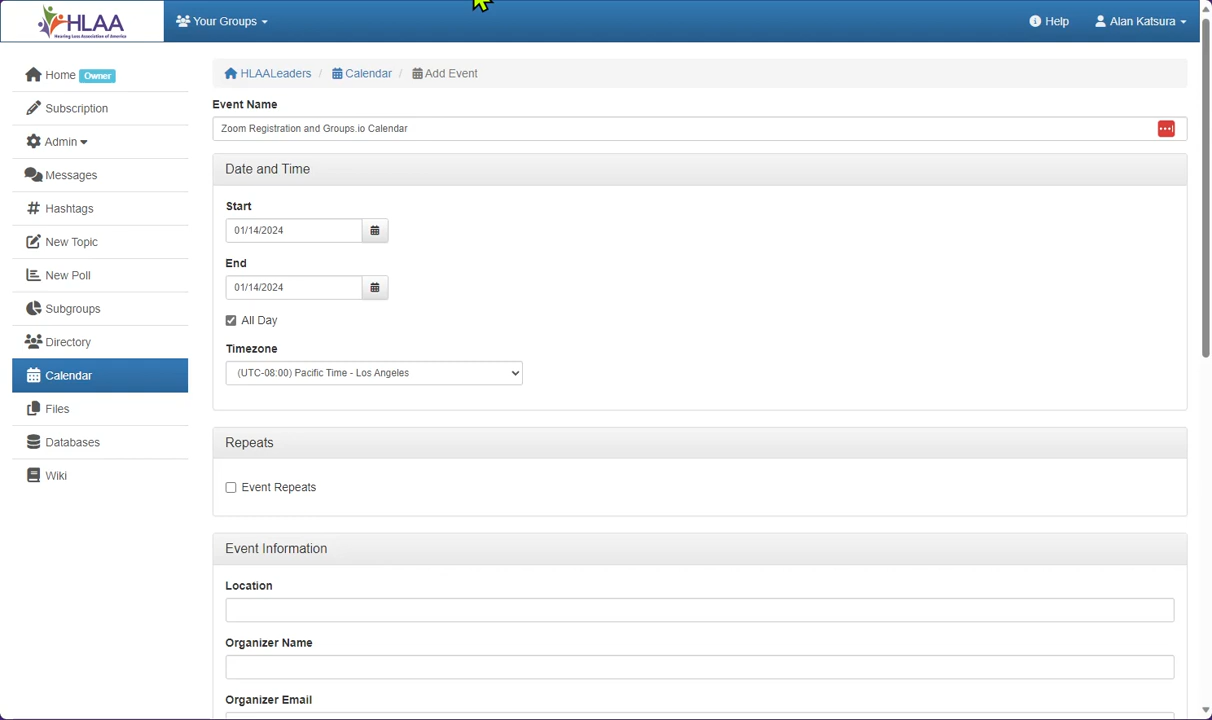 HLAA
Hearing Loss Association of America
Your Groups
Help
Alan Katsura
Home Owner
Subscription
Admin
Messages
Hashtags
New Topic
New Poll
Subgroups
Directory
Calendar
Files
Databases
Wiki
HLAALeaders / Calendar / Add Event
Event Name
Zoom Registration and Groups.io Calendar
Date and Time
Start
01/14/2024
End
01/14/2024
All Day
Timezone
(UTC-08:00) Pacific Time - Los Angeles
Repeats
Event Repeats
Event Information
Location
Organizer Name
Organizer Email